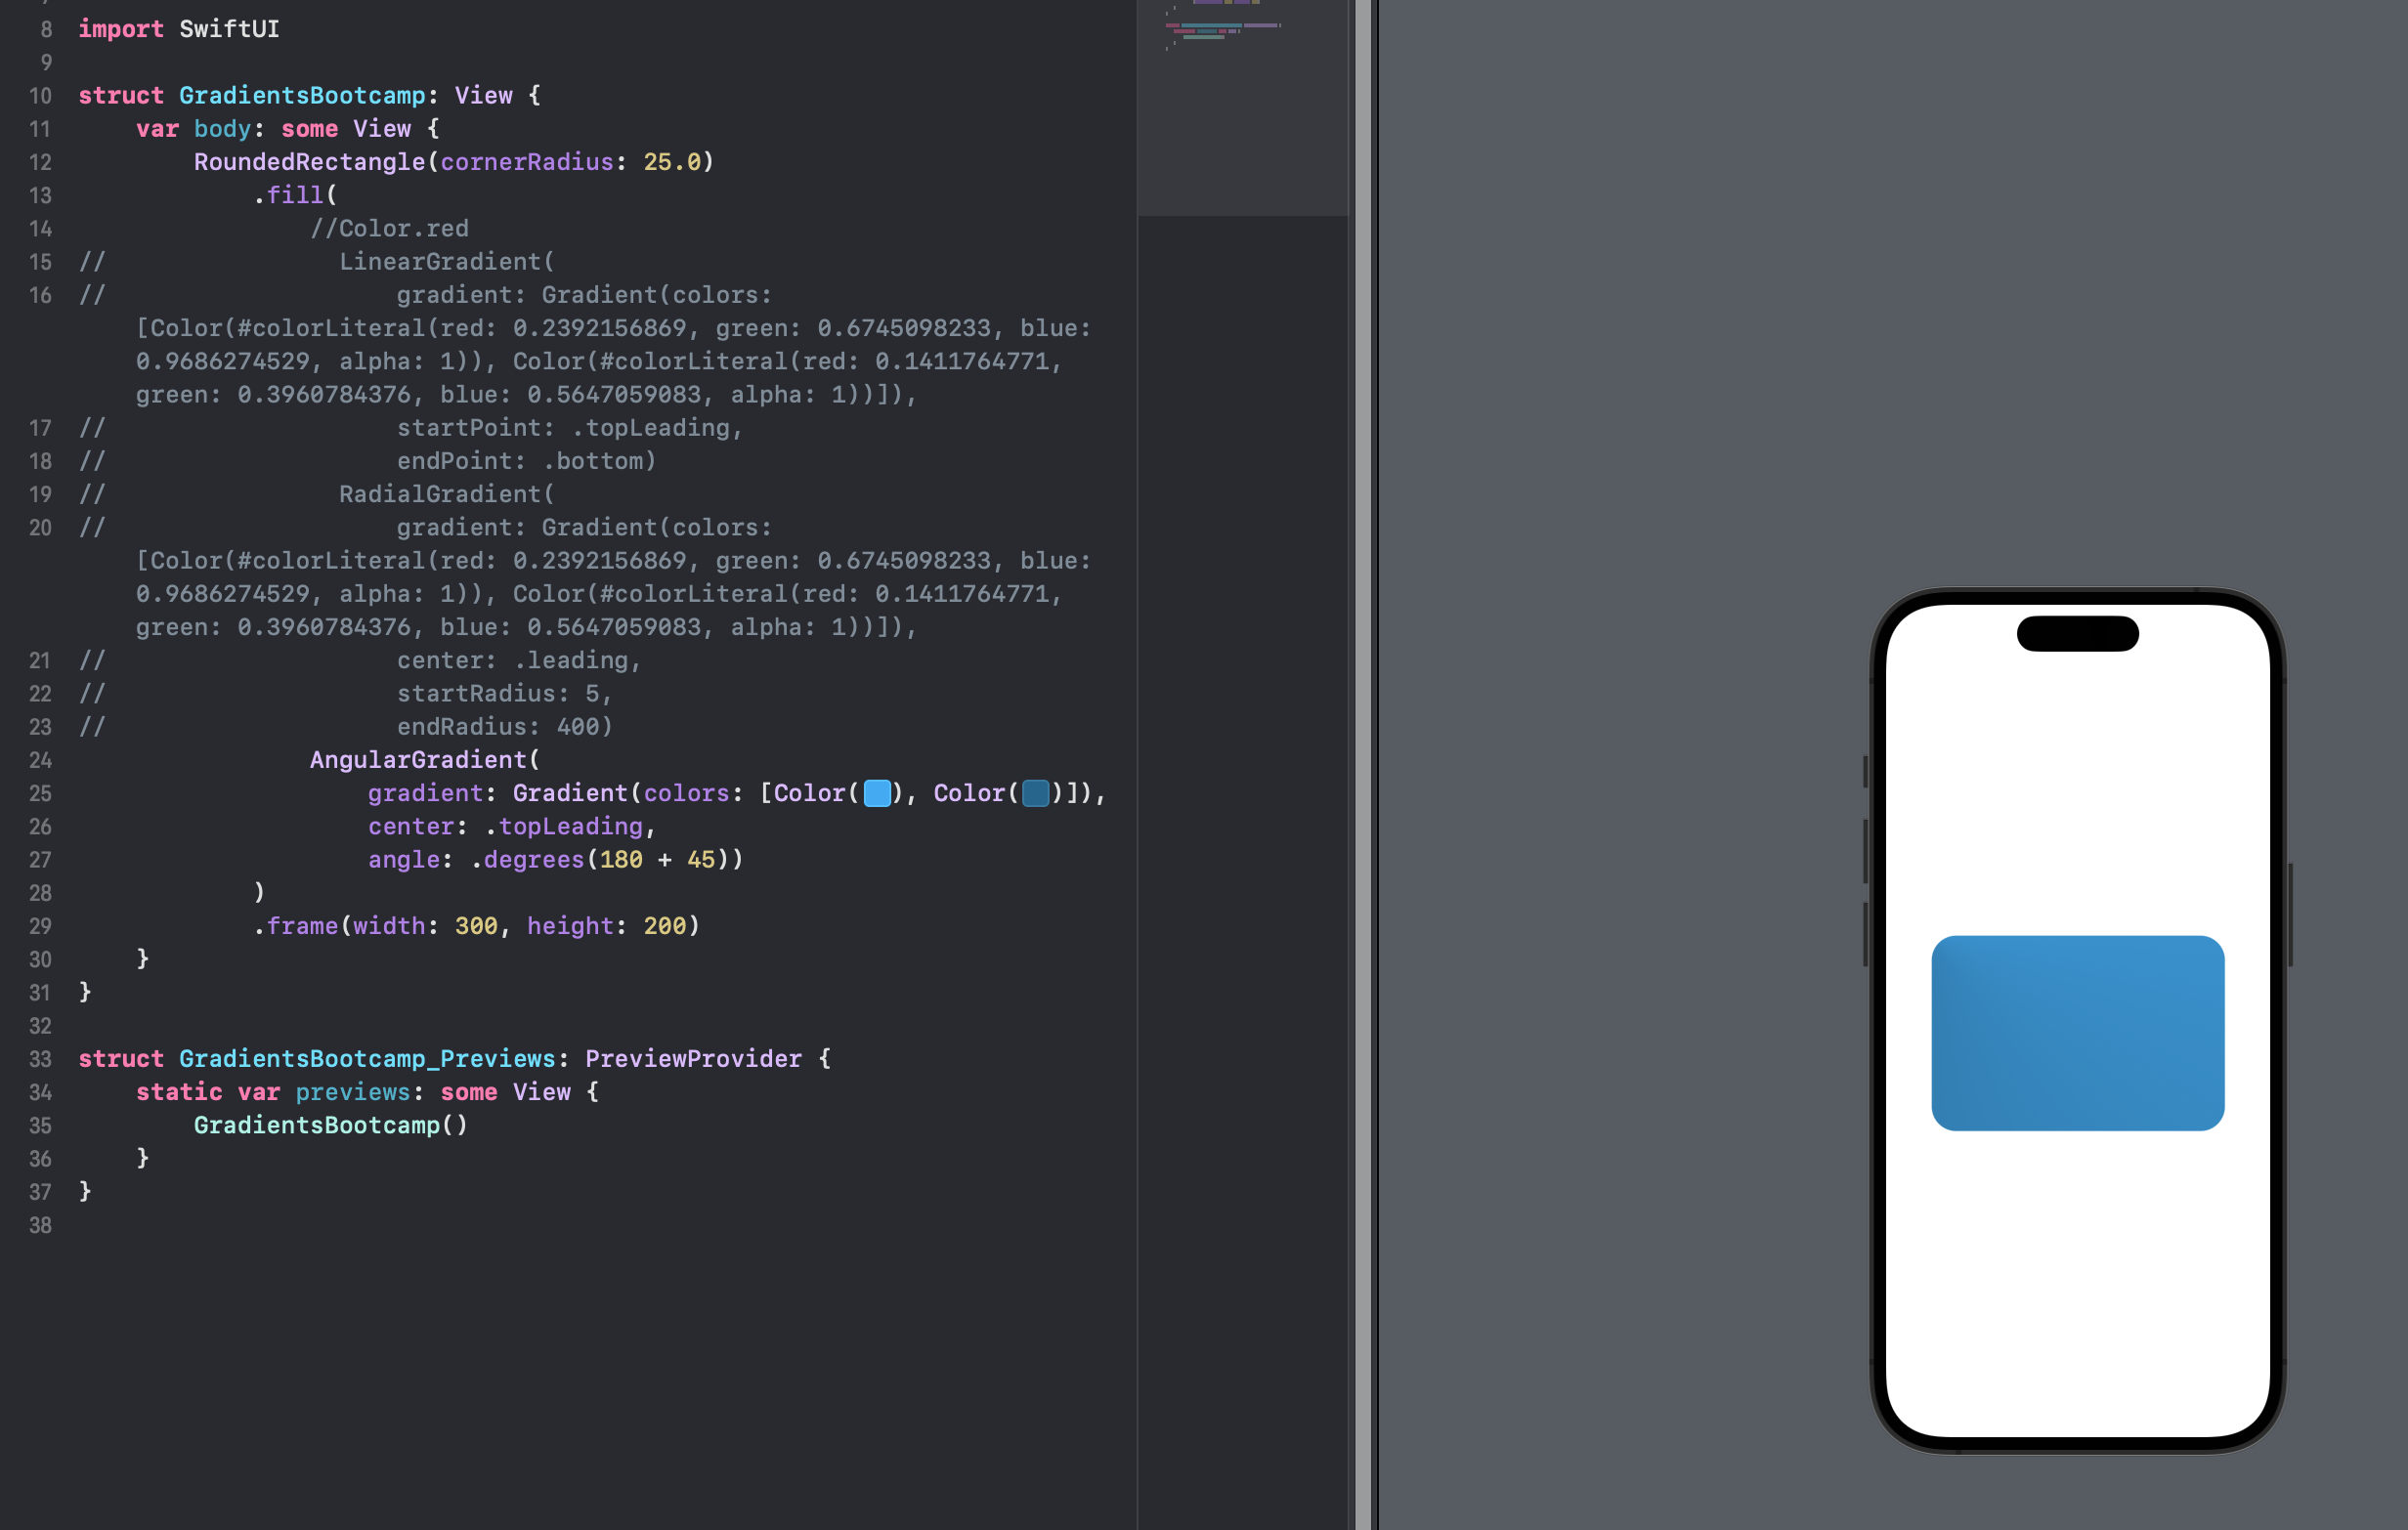 8 import SwiftUI
9
10 struct GradientsBootcamp: View {
11     var body: some View {
12         RoundedRectangle(cornerRadius: 25.0)
13             .fill(
14                 //Color.red
15 //                LinearGradient(
16 //                    gradient: Gradient(colors:
    [Color(#colorLiteral(red: 0.2392156869, green: 0.6745098233, blue:
    0.9686274529, alpha: 1)), Color(#colorLiteral(red: 0.1411764771,
    green: 0.3960784376, blue: 0.5647059083, alpha: 1))]),
17 //                    startPoint: .topLeading,
18 //                    endPoint: .bottom)
19 //                RadialGradient(
20 //                    gradient: Gradient(colors:
    [Color(#colorLiteral(red: 0.2392156869, green: 0.6745098233, blue:
    0.9686274529, alpha: 1)), Color(#colorLiteral(red: 0.1411764771,
    green: 0.3960784376, blue: 0.5647059083, alpha: 1))]),
21 //                    center: .leading,
22 //                    startRadius: 5,
23 //                    endRadius: 400)
24                 AngularGradient(
25                     gradient: Gradient(colors: [Color(), Color()]),
26                     center: .topLeading,
27                     angle: .degrees(180 + 45))
28             )
29             .frame(width: 300, height: 200)
30     }
31 }
32
33 struct GradientsBootcamp_Previews: PreviewProvider {
34     static var previews: some View {
35         GradientsBootcamp()
36     }
37 }
38